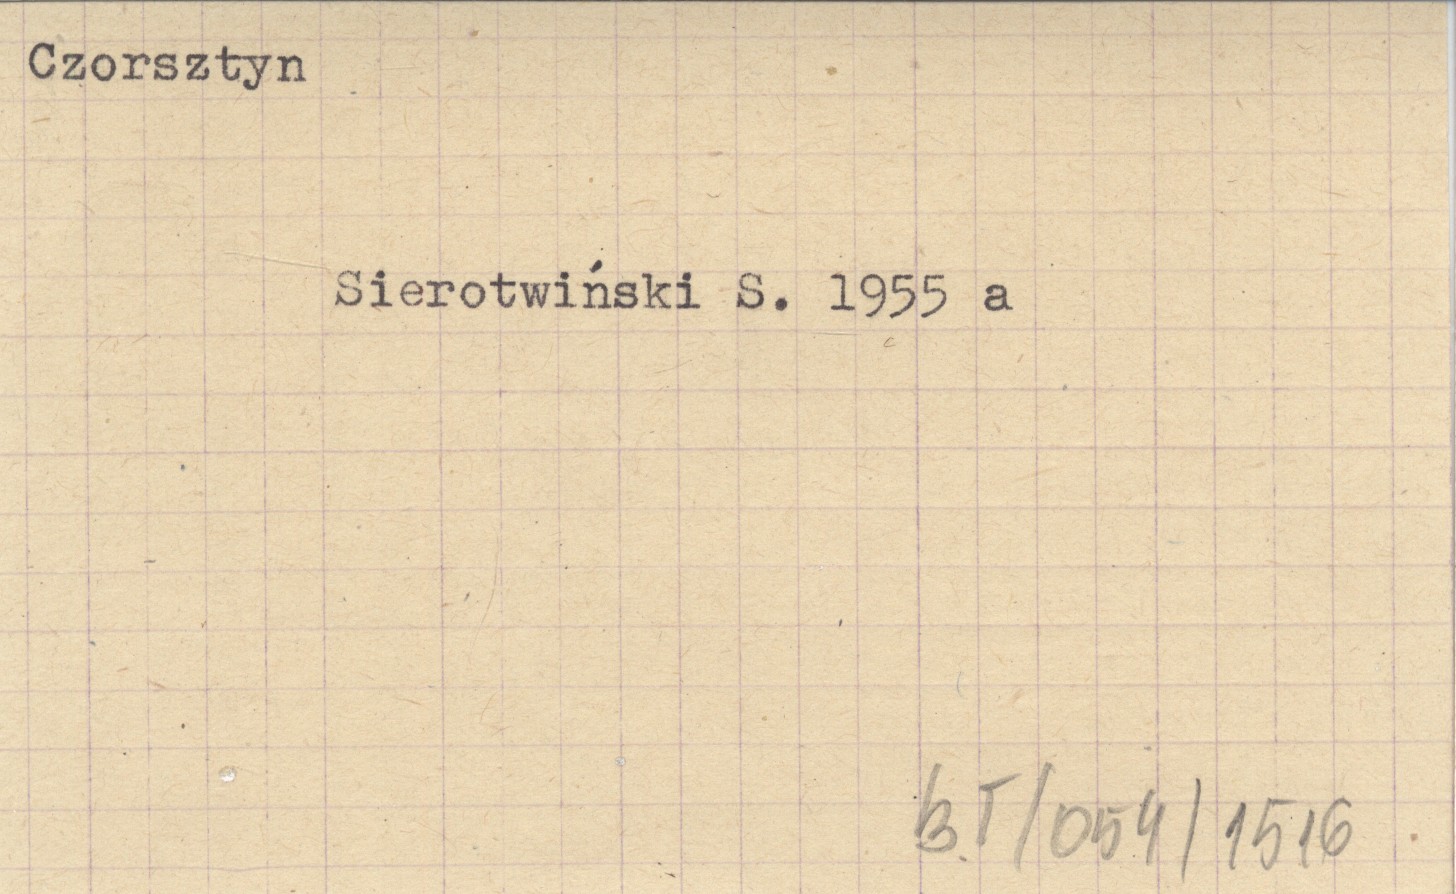 Czorsztyn
Sierotwiński S. 1955 a
B.T/054/1516